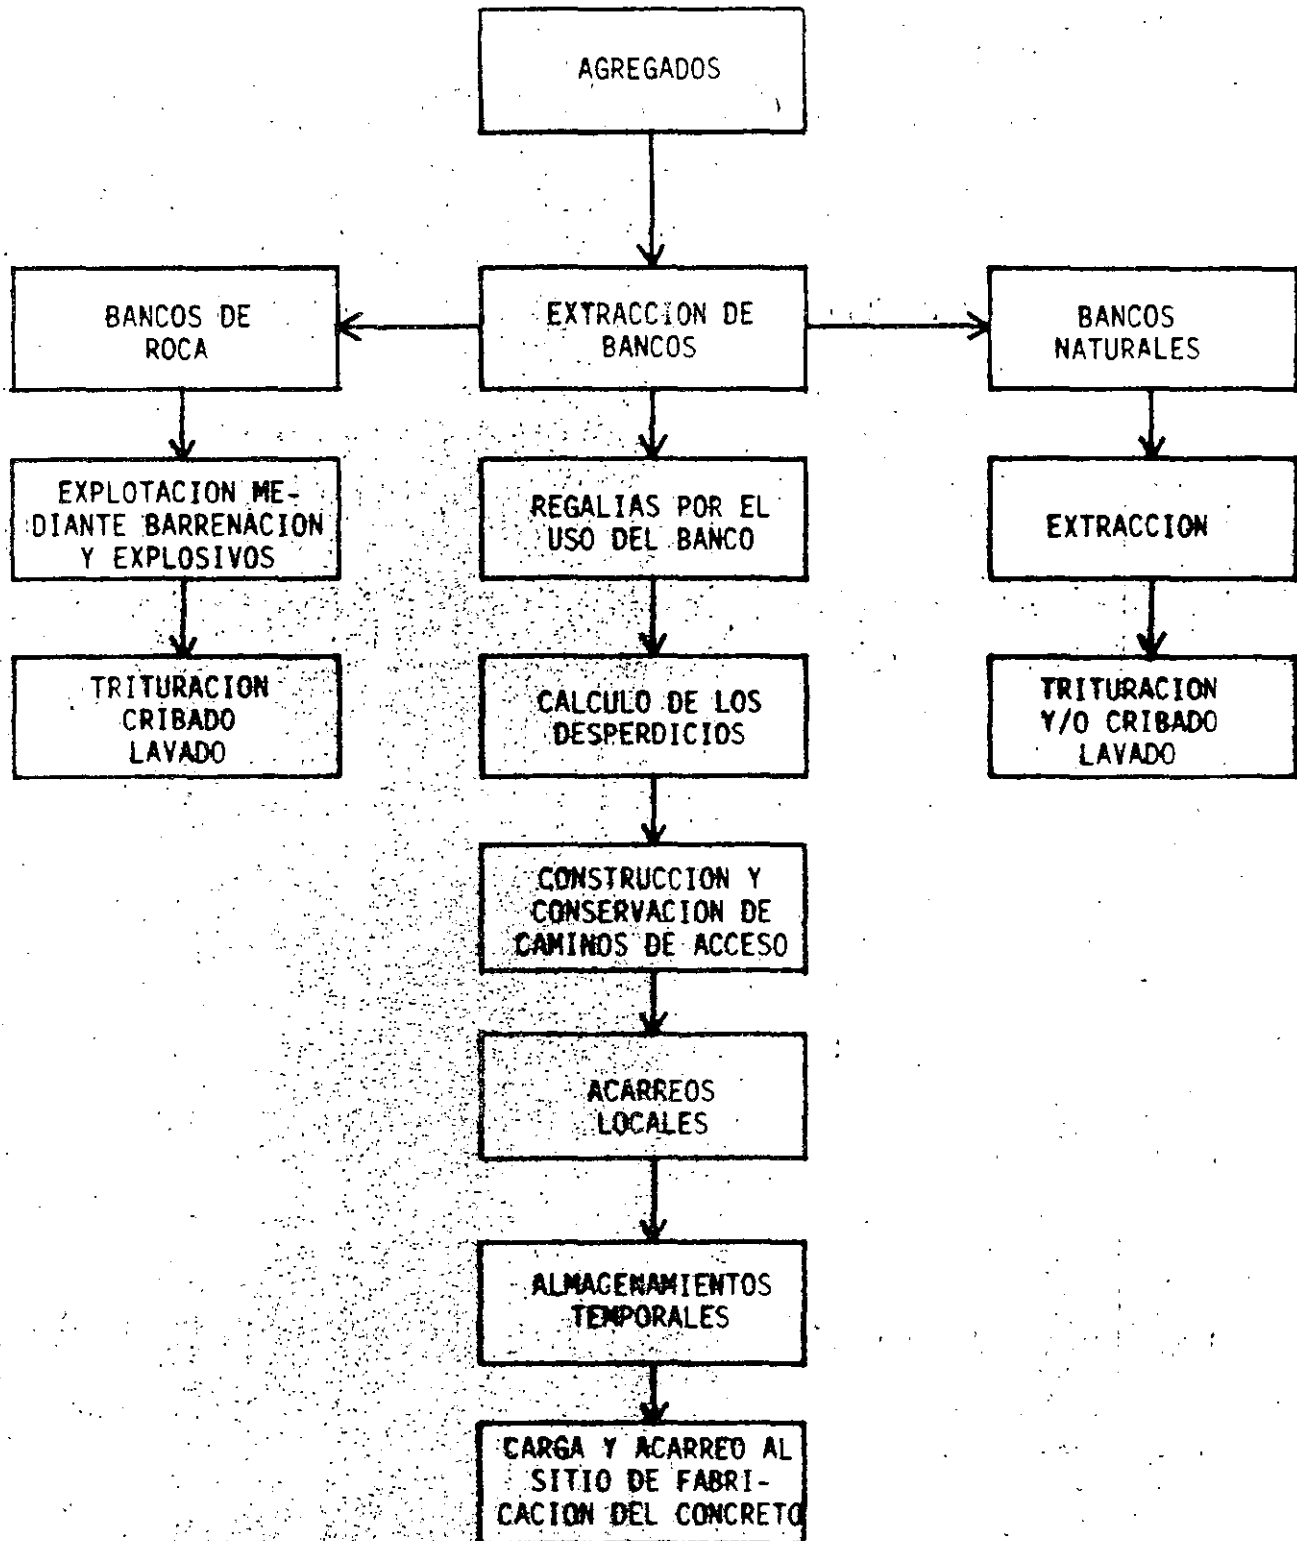 AGREGADOS
BANCOS DE
ROCA
EXTRACCION DE
BANCOS
BANCOS
NATURALES
EXPLOTACION ME-
DIANTE BARRENACION
Y EXPLOSIVOS
REGALIAS POR EL
USO DEL BANCO
EXTRACCION
TRITURACION
CRIBADO
LAVADO
CALCULO DE LOS
DESPERDICIOS
TRITURACION
Y/O CRIBADO
LAVADO
CONSTRUCCION Y
CONSERVACION DE
CAMINOS DE ACCESO
ACARREOS
LOCALES
ALMACENAMIENTOS
TEMPORALES
CARGA Y ACARREO AL
SITIO DE FABRI-
CACION DEL CONCRETO